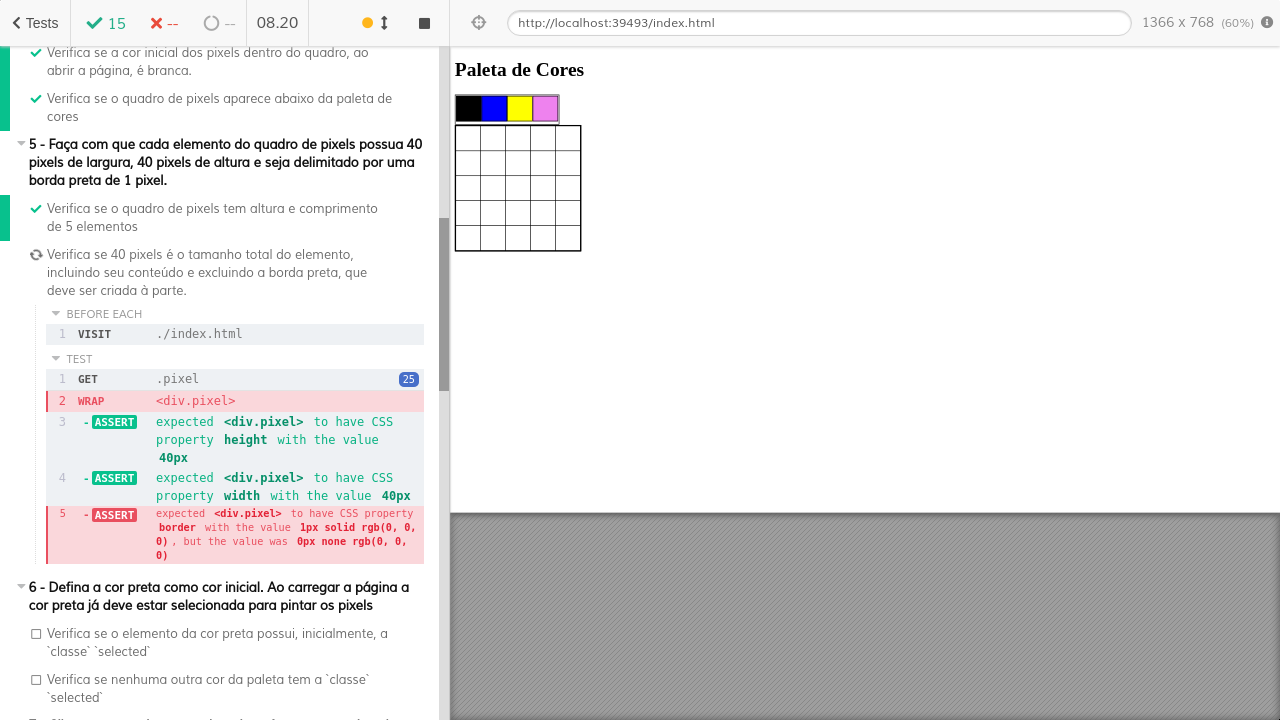 Tests
15
--
--
08.20
http://localhost:39493/index.html
1366 x 768 (60%)
Verifica se a cor inicial dos pixels dentro do quadro, ao
abrir a página, é branca.
Verifica se o quadro de pixels aparece abaixo da paleta de
cores
5 - Faça com que cada elemento do quadro de pixels possua 40
pixels de largura, 40 pixels de altura e seja delimitado por uma
borda preta de 1 pixel.
Verifica se o quadro de pixels tem altura e comprimento
de 5 elementos
Verifica se 40 pixels é o tamanho total do elemento,
incluindo seu conteúdo e excluindo a borda preta, que
deve ser criada à parte.
BEFORE EACH
1 VISIT ./index.html
TEST
1 GET .pixel 25
2 WRAP <div.pixel>
3 - ASSERT expected <div.pixel> to have CSS
property height with the value
40px
4 - ASSERT expected <div.pixel> to have CSS
property width with the value 40px
5 - ASSERT expected <div.pixel> to have CSS property
border with the value 1px solid rgb(0, 0,
0), but the value was 0px none rgb(0, 0,
0)
6 - Defina a cor preta como cor inicial. Ao carregar a página a
cor preta já deve estar selecionada para pintar os pixels
Verifica se o elemento da cor preta possui, inicialmente, a
`classe` `selected`
Verifica se nenhuma outra cor da paleta tem a `classe`
`selected`
Paleta de Cores